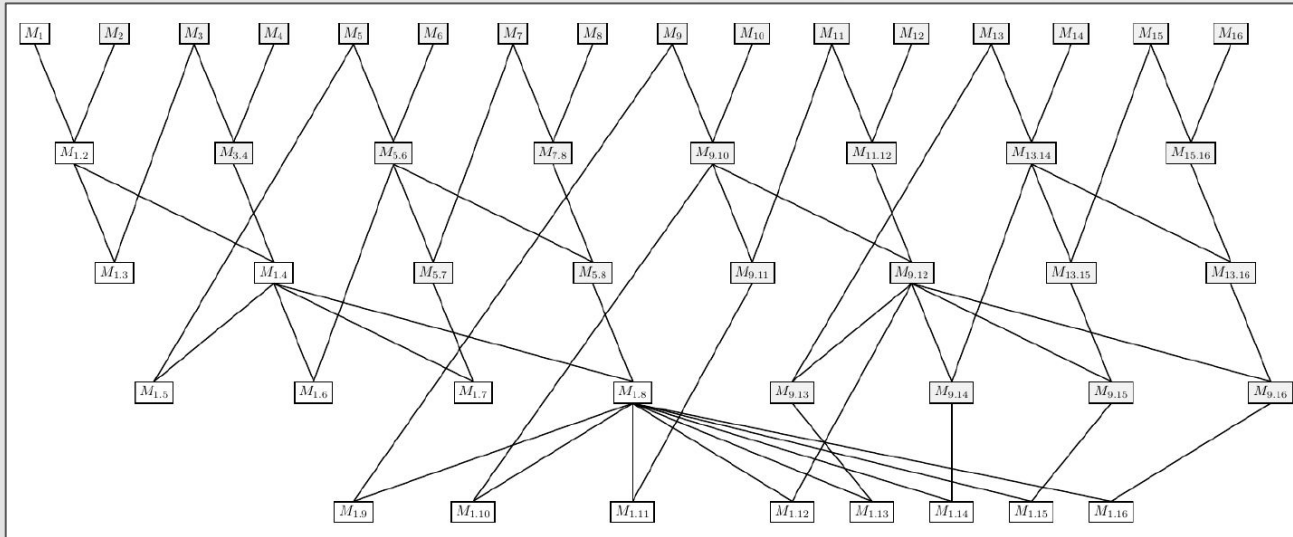 M₁ M₂ M₃ M₄ M₅ M₆ M₇ M₈ M₉ M₁₀ M₁₁ M₁₂ M₁₃ M₁₄ M₁₅ M₁₆
M₁.₂ M₃.₄ M₅.₆ M₇.₈ M₉.₁₀ M₁₁.₁₂ M₁₃.₁₄ M₁₅.₁₆
M₁.₃ M₁.₄ M₅.₇ M₅.₈ M₉.₁₁ M₉.₁₂ M₁₃.₁₅ M₁₃.₁₆
M₁.₅ M₁.₆ M₁.₇ M₁.₈ M₉.₁₃ M₉.₁₄ M₉.₁₅ M₉.₁₆
M₁.₉ M₁.₁₀ M₁.₁₁ M₁.₁₂ M₁.₁₃ M₁.₁₄ M₁.₁₅ M₁.₁₆